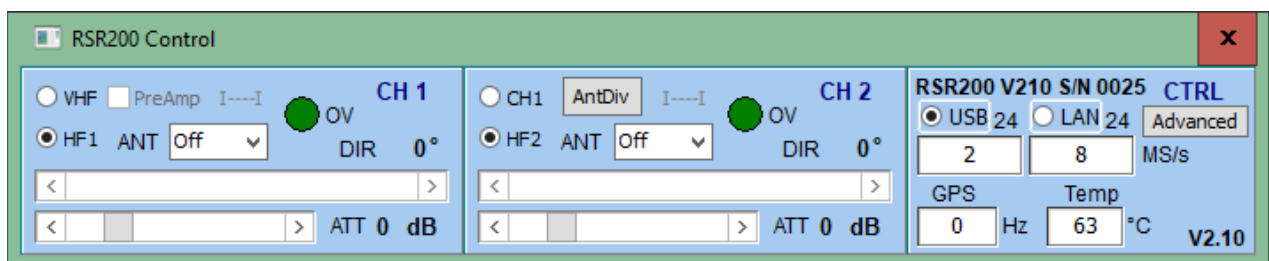 RSR200 Control
x
VHF PreAmp I----I OV CH 1
HF1 ANT Off DIR 0°
ATT 0 dB
CH1 AntDiv I----I OV CH 2
HF2 ANT Off DIR 0°
ATT 0 dB
RSR200 V210 S/N 0025 CTRL
USB 24 LAN 24 Advanced
2 8 MS/s
GPS Temp
0 Hz 63 °C V2.10